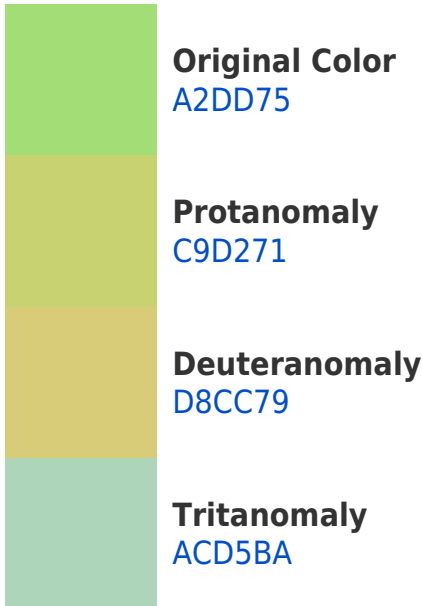 Original Color
A2DD75
Protanomaly
C9D271
Deuteranomaly
D8CC79
Tritanomaly
ACD5BA